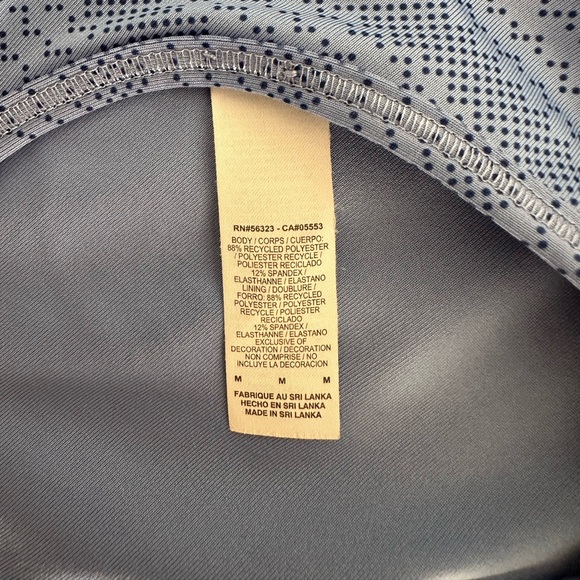 RN#56323 - CA#05553
BODY / CORPS / CUERPO:
88% RECYCLED POLYESTER
/ POLYESTER RECYCLE /
POLIESTER RECICLADO
12% SPANDEX /
ELASTHANNE / ELASTANO
LINING / DOUBLURE /
FORRO: 88% RECYCLED
POLYESTER / POLYESTER
RECYCLE / POLIESTER
RECICLADO
12% SPANDEX /
ELASTHANNE / ELASTANO
EXCLUSIVE OF
DECORATION / DECORATION
NON COMPRISE / NO
INCLUYE LA DECORACION
M M M
FABRIQUE AU SRI LANKA
HECHO EN SRI LANKA
MADE IN SRI LANKA